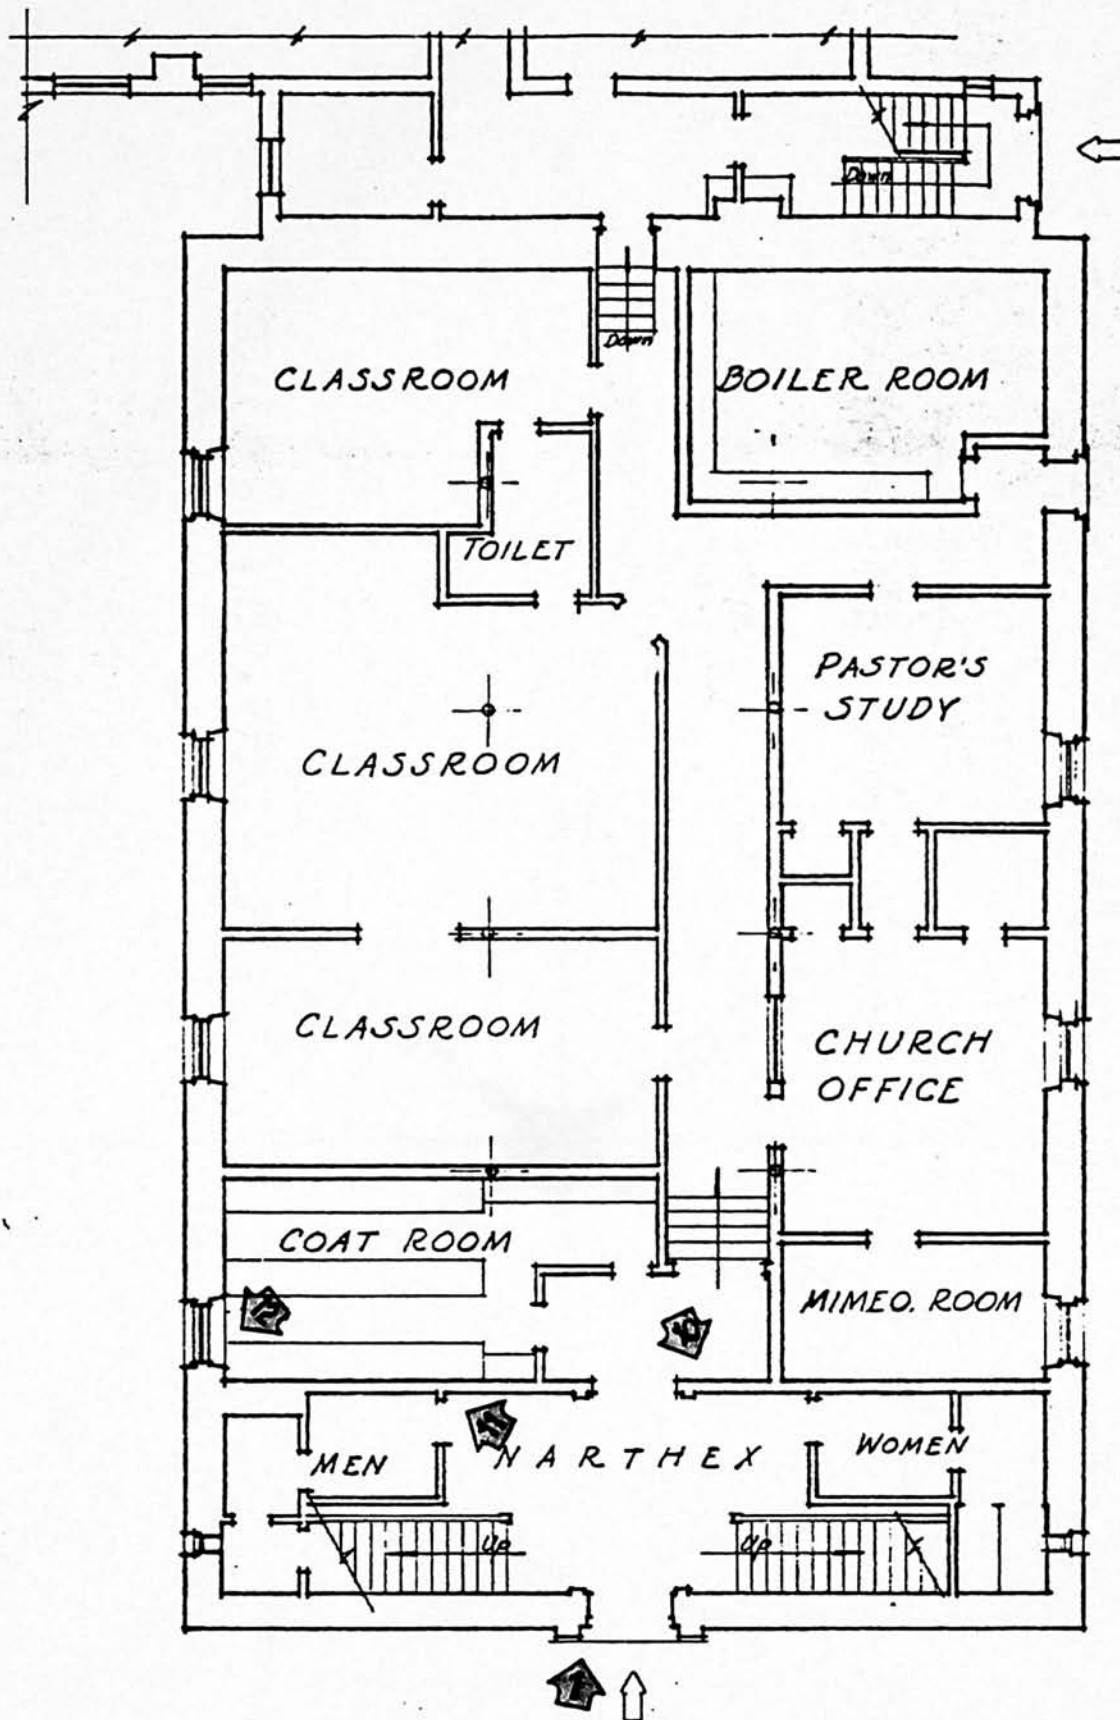 Down
Down
CLASSROOM
BOILER ROOM
TOILET
PASTOR'S
STUDY
CLASSROOM
CLASSROOM
CHURCH
OFFICE
COAT ROOM
MIMEO. ROOM
MEN
NARTHEX
WOMEN
Up
Up